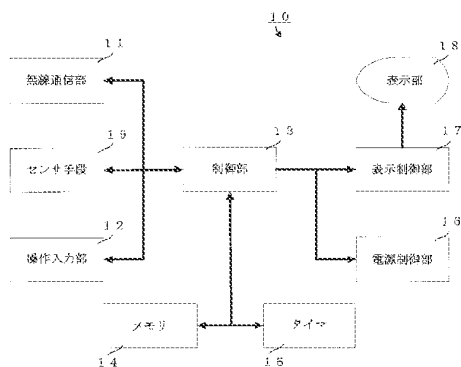 １０
１１
無線通信部
１８
表示部
１９
センサ手段
１３
制御部
１７
表示制御部
１２
操作入力部
１６
電源制御部
メモリ
１４
タイマ
１５